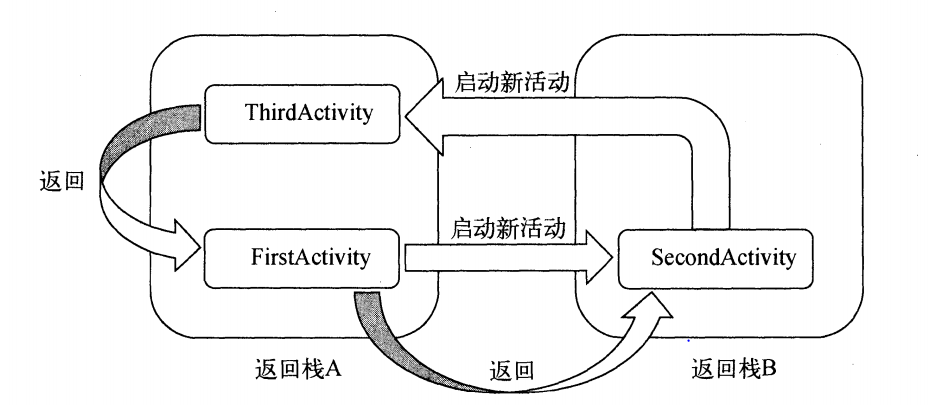 启动新活动
ThirdActivity
返回
启动新活动
FirstActivity
SecondActivity
返回栈A
返回
返回栈B